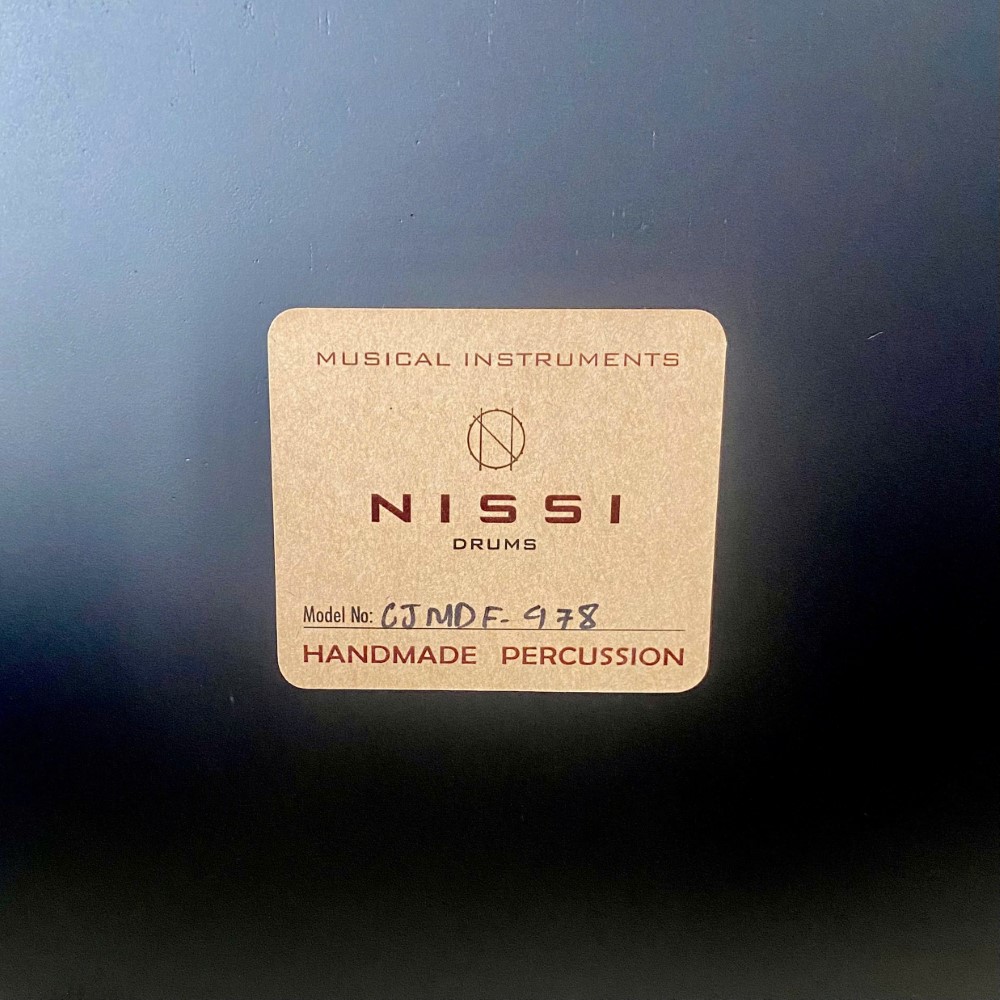 MUSICAL INSTRUMENTS
N
NISSI
DRUMS
Model No: CJMDF-978
HANDMADE PERCUSSION